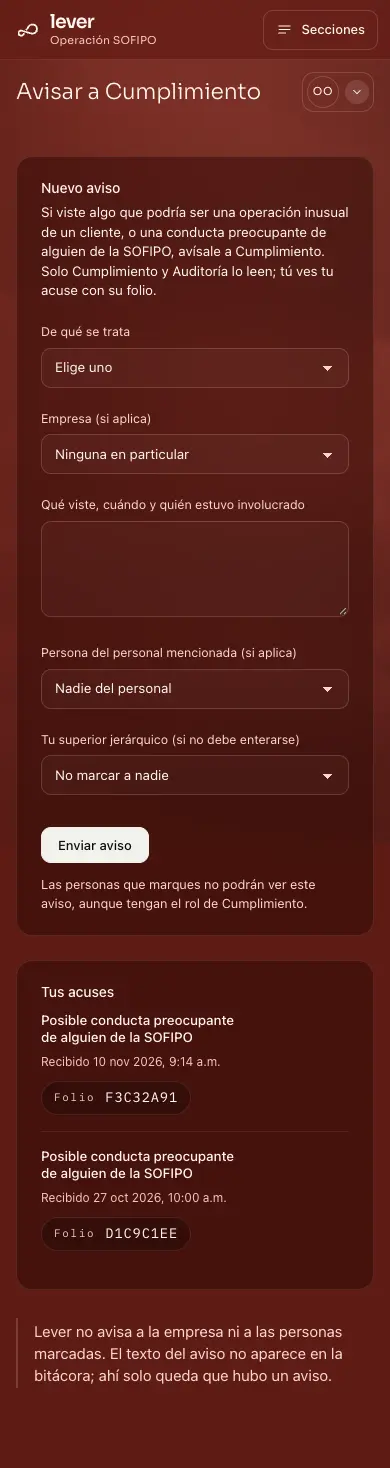 lever
Operación SOFIPO
Secciones
Avisar a Cumplimiento
OO
Nuevo aviso
Si viste algo que podría ser una operación inusual
de un cliente, o una conducta preocupante de
alguien de la SOFIPO, avísale a Cumplimiento.
Solo Cumplimiento y Auditoría lo leen; tú ves tu
acuse con su folio.
De qué se trata
Elige uno
Empresa (si aplica)
Ninguna en particular
Qué viste, cuándo y quién estuvo involucrado
Persona del personal mencionada (si aplica)
Nadie del personal
Tu superior jerárquico (si no debe enterarse)
No marcar a nadie
Enviar aviso
Las personas que marques no podrán ver este
aviso, aunque tengan el rol de Cumplimiento.
Tus acuses
Posible conducta preocupante
de alguien de la SOFIPO
Recibido 10 nov 2026, 9:14 a.m.
Folio F3C32A91
Posible conducta preocupante
de alguien de la SOFIPO
Recibido 27 oct 2026, 10:00 a.m.
Folio D1C9C1EE
Lever no avisa a la empresa ni a las personas
marcadas. El texto del aviso no aparece en la
bitácora; ahí solo queda que hubo un aviso.